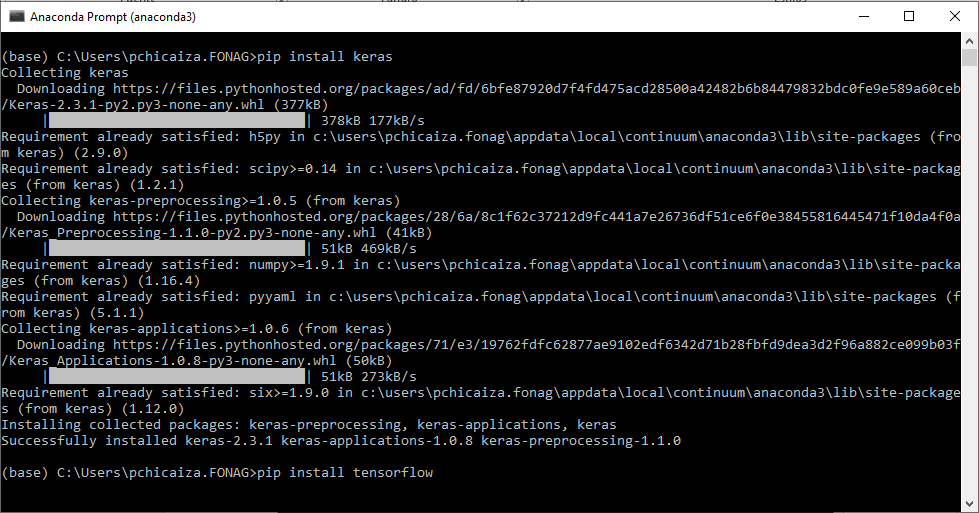 Anaconda Prompt (anaconda3)
(base) C:\Users\pchicaiza.FONAG>pip install keras
Collecting keras
  Downloading https://files.pythonhosted.org/packages/ad/fd/6bfe87920d7f4fd475acd28500a42482b6b84479832bdc0fe9e589a60ceb
/Keras-2.3.1-py2.py3-none-any.whl (377kB)
     |████████████████████████████████| 378kB 177kB/s
Requirement already satisfied: h5py in c:\users\pchicaiza.fonag\appdata\local\continuum\anaconda3\lib\site-packages (fro
m keras) (2.9.0)
Requirement already satisfied: scipy>=0.14 in c:\users\pchicaiza.fonag\appdata\local\continuum\anaconda3\lib\site-packag
es (from keras) (1.2.1)
Collecting keras-preprocessing>=1.0.5 (from keras)
  Downloading https://files.pythonhosted.org/packages/28/6a/8c1f62c37212d9fc441a7e26736df51ce6f0e38455816445471f10da4f0a
/Keras_Preprocessing-1.1.0-py2.py3-none-any.whl (41kB)
     |████████████████████████████████| 51kB 469kB/s
Requirement already satisfied: numpy>=1.9.1 in c:\users\pchicaiza.fonag\appdata\local\continuum\anaconda3\lib\site-packa
ges (from keras) (1.16.4)
Requirement already satisfied: pyyaml in c:\users\pchicaiza.fonag\appdata\local\continuum\anaconda3\lib\site-packages (f
rom keras) (5.1.1)
Collecting keras-applications>=1.0.6 (from keras)
  Downloading https://files.pythonhosted.org/packages/71/e3/19762fdfc62877ae9102edf6342d71b28fbfd9dea3d2f96a882ce099b03f
/Keras_Applications-1.0.8-py3-none-any.whl (50kB)
     |████████████████████████████████| 51kB 273kB/s
Requirement already satisfied: six>=1.9.0 in c:\users\pchicaiza.fonag\appdata\local\continuum\anaconda3\lib\site-package
s (from keras) (1.12.0)
Installing collected packages: keras-preprocessing, keras-applications, keras
Successfully installed keras-2.3.1 keras-applications-1.0.8 keras-preprocessing-1.1.0
(base) C:\Users\pchicaiza.FONAG>pip install tensorflow